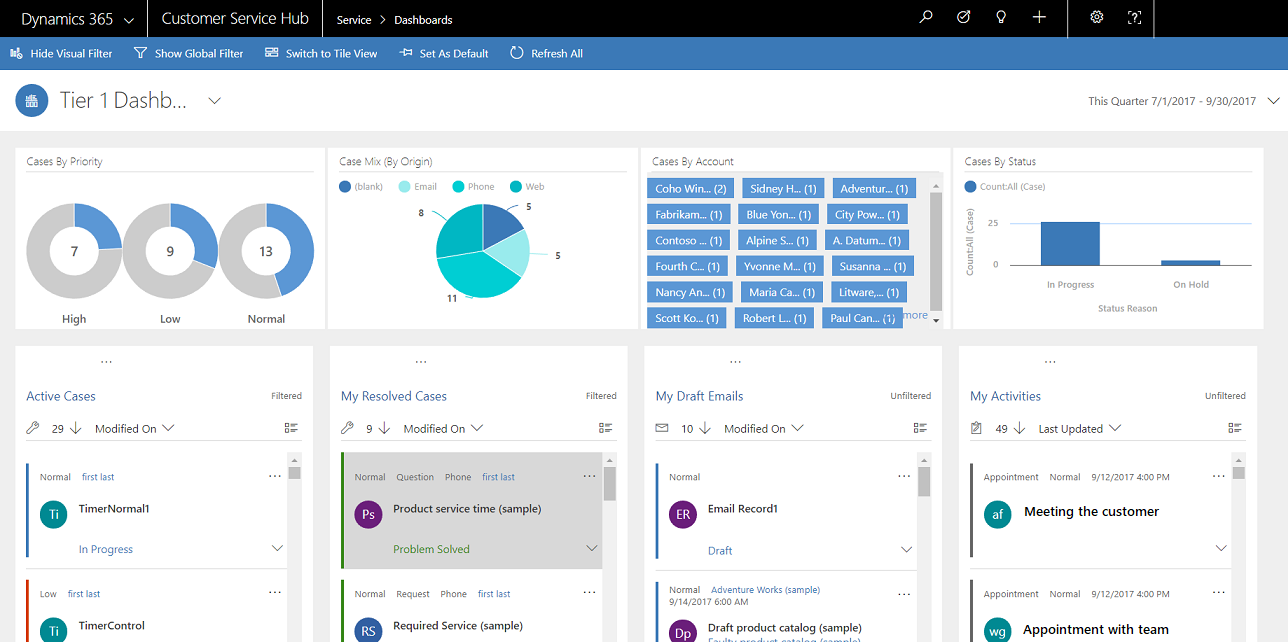 Dynamics 365 Customer Service Hub Service > Dashboards
Hide Visual Filter Show Global Filter Switch to Tile View Set As Default Refresh All
Tier 1 Dashb...
This Quarter 7/1/2017 - 9/30/2017
Cases By Priority
7 9 13
High Low Normal
Case Mix (By Origin)
(blank) Email Phone Web
8 5
5
11
Cases By Account
Coho Win... (2) Sidney H... (1) Adventur... (1)
Fabrikam... (1) Blue Yon... (1) City Pow... (1)
Contoso ... (1) Alpine S... (1) A. Datum... (1)
Fourth C... (1) Yvonne M... (1) Susanna ... (1)
Nancy An... (1) Maria Ca... (1) Litware,... (1)
Scott Ko... (1) Robert L... (1) Paul Can... (1) more
Cases By Status
Count:All (Case)
Count:All (Case)
25
0
In Progress On Hold
Status Reason
...
Active Cases Filtered
29 Modified On
Normal first last ...
Ti TimerNormal1
In Progress
Low first last ...
Ti TimerControl
...
My Resolved Cases Filtered
9 Modified On
Normal Question Phone first last ...
Ps Product service time (sample)
Problem Solved
Normal Request Phone first last ...
RS Required Service (sample)
...
My Draft Emails Unfiltered
10 Modified On
Normal ...
ER Email Record1
Draft
Normal Adventure Works (sample) ...
9/14/2017 6:00 AM
Dp Draft product catalog (sample)
Faulty product catalog (sample)
...
My Activities Unfiltered
49 Last Updated
Appointment Normal 9/12/2017 4:00 PM ...
af Meeting the customer
Appointment Normal 9/12/2017 4:00 PM ...
wg Appointment with team